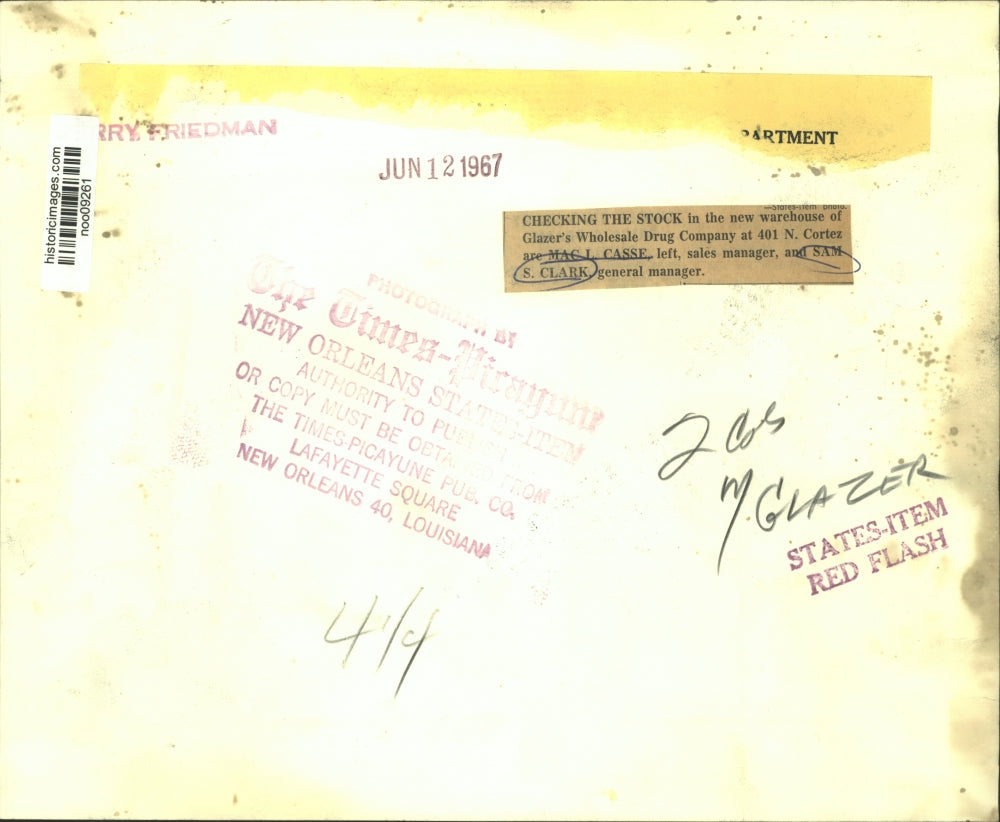 RRY FRIEDMAN
PARTMENT
JUN 12 1967
historicimages.com
noo09261
—States-Item photo.
CHECKING THE STOCK in the new warehouse of
Glazer's Wholesale Drug Company at 401 N. Cortez
are MAC L. CASSE, left, sales manager, and SAM
S. CLARK, general manager.
PHOTOGRAPH BY
The Times-Picayune
NEW ORLEANS STATES-ITEM
AUTHORITY TO PUBLISH
OR COPY MUST BE OBTAINED FROM
THE TIMES-PICAYUNE PUB. CO.
LAFAYETTE SQUARE
NEW ORLEANS 40, LOUISIANA
2 Cols
GLAZER
STATES-ITEM
RED FLASH